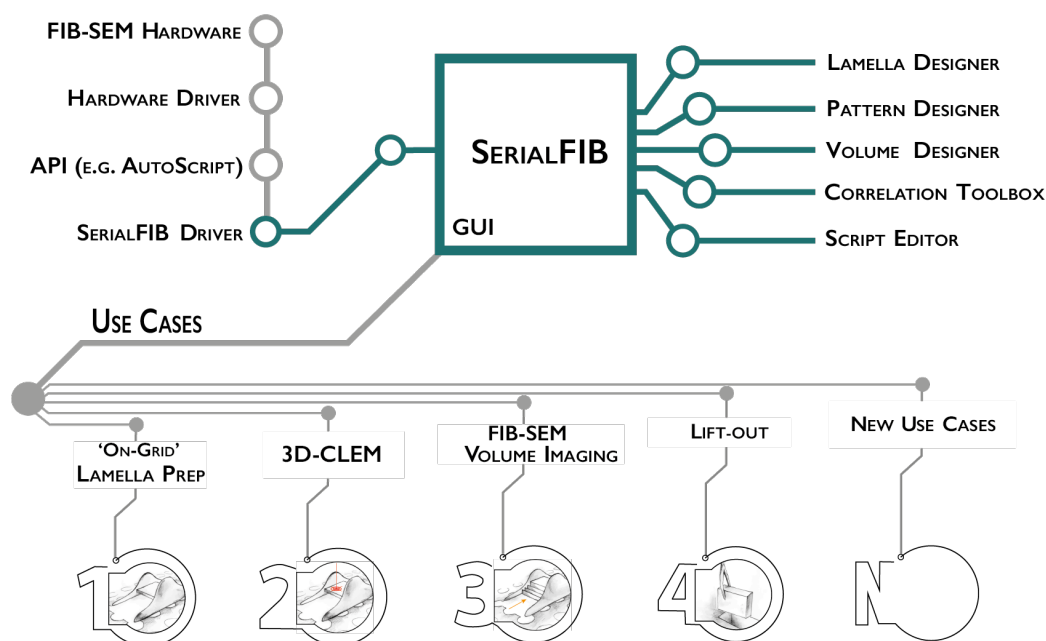 FIB-SEM Hardware
Hardware Driver
API (e.g. AutoScript)
SerialFIB Driver
SerialFIB
GUI
Lamella Designer
Pattern Designer
Volume Designer
Correlation Toolbox
Script Editor
Use Cases
'On-Grid'
Lamella Prep
3D-CLEM
FIB-SEM
Volume Imaging
Lift-out
New Use Cases
1
2
3
4
N